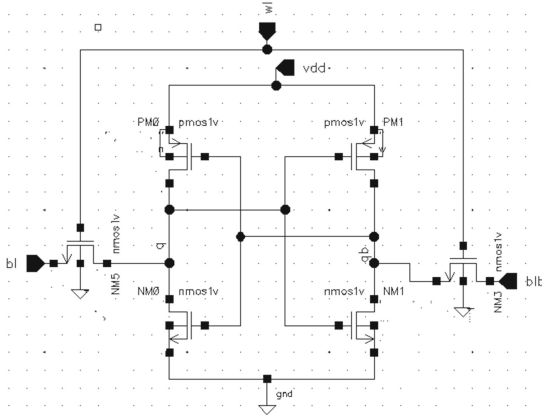 wl
vdd
PM0 pmos1v
pmos1v PM1
nmos1v
q
qb
nmos1v
bl
blb
NM5
NM0 nmos1v
nmos1v NM1
NM3
gnd